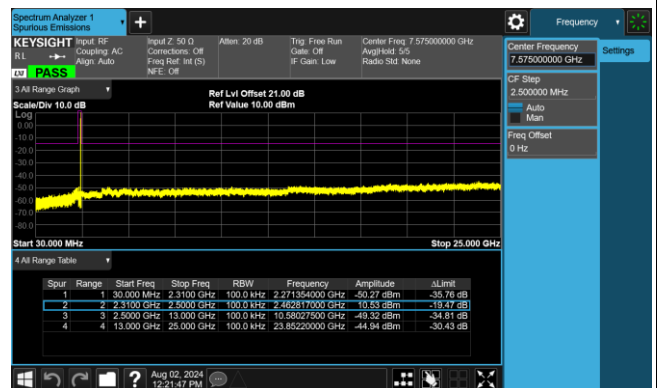 Spectrum Analyzer 1
Spurious Emissions
Frequency
KEYSIGHT Input: RF Input Z: 50 Ω Atten: 20 dB Trig: Free Run Center Freq: 7.575000000 GHz
RL Coupling: AC Corrections: Off Gate: Off Avg|Hold: 5/5
Align: Auto Freq Ref: Int (S) IF Gain: Low Radio Std: None
LM PASS NFE: Off
Center Frequency
7.575000000 GHz
Settings
CF Step
2.500000 MHz
Auto
Man
Freq Offset
0 Hz
3 All Range Graph
Ref Lvl Offset 21.00 dB
Scale/Div 10.0 dB Ref Value 10.00 dBm
Log
0.00
-10.0
-20.0
-30.0
-40.0
-50.0
-60.0
-70.0
Start 30.000 MHz Stop 25.000 GHz
4 All Range Table
Spur Range Start Freq Stop Freq RBW Frequency Amplitude ΔLimit
1 1 30.000 MHz 2.3100 GHz 100.0 kHz 2.271354000 GHz -50.27 dBm -35.76 dB
2 2 2.3100 GHz 2.5000 GHz 100.0 kHz 2.462817000 GHz 10.53 dBm -19.47 dB
3 3 2.5000 GHz 13.000 GHz 100.0 kHz 10.58027500 GHz -49.32 dBm -34.81 dB
4 4 13.000 GHz 25.000 GHz 100.0 kHz 23.85220000 GHz -44.94 dBm -30.43 dB
Aug 02, 2024
12:21:47 PM